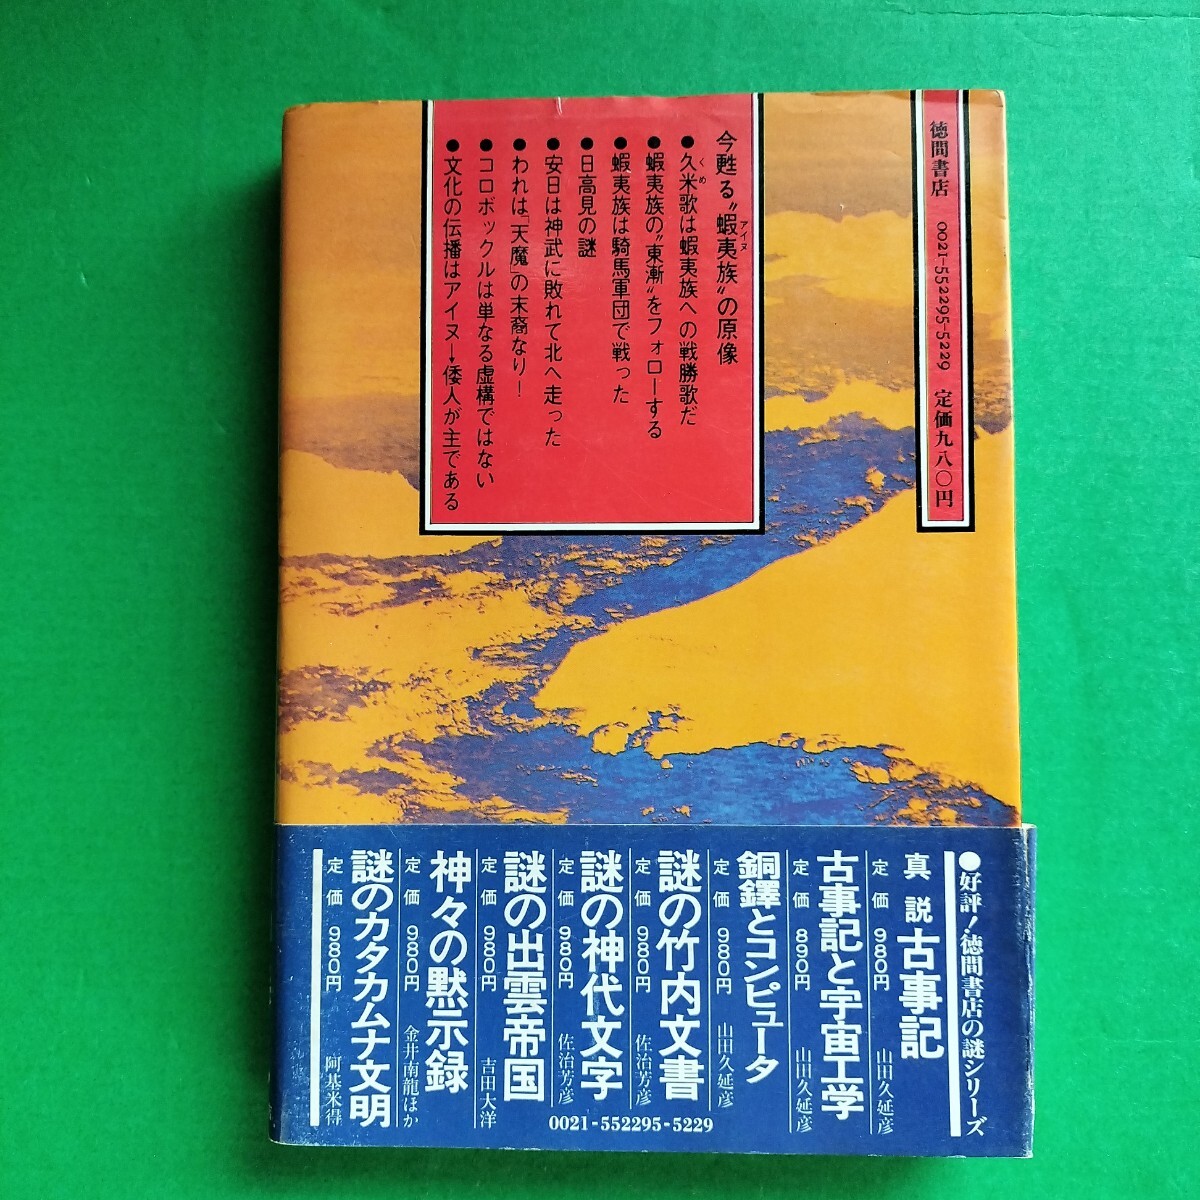 徳間書店 0021-552295-5229 定価九八〇円
今甦る〝蝦夷族〟の原像
アイヌ
●久米歌は蝦夷族への戦勝歌だ
くめ
●蝦夷族の〝東漸〟をフォローする
●蝦夷族は騎馬軍団で戦った
●日高見の謎
●安日は神武に敗れて北へ走った
●われは「天魔」の末裔なり!
●コロボックルは単なる虚構ではない
●文化の伝播はアイヌ→倭人が主である
●好評!徳間書店の謎シリーズ
真説 古事記
定価 980円 山田久延彦
古事記と宇宙工学
定価 890円 山田久延彦
銅鐸とコンピュータ
定価 980円 山田久延彦
謎の竹内文書
定価 980円 佐治芳彦
謎の神代文字
定価 980円 佐治芳彦
謎の出雲帝国
定価 980円 吉田大洋
神々の黙示録
定価 980円 金井南龍ほか
謎のカタカムナ文明
定価 980円 阿基米得
0021-552295-5229